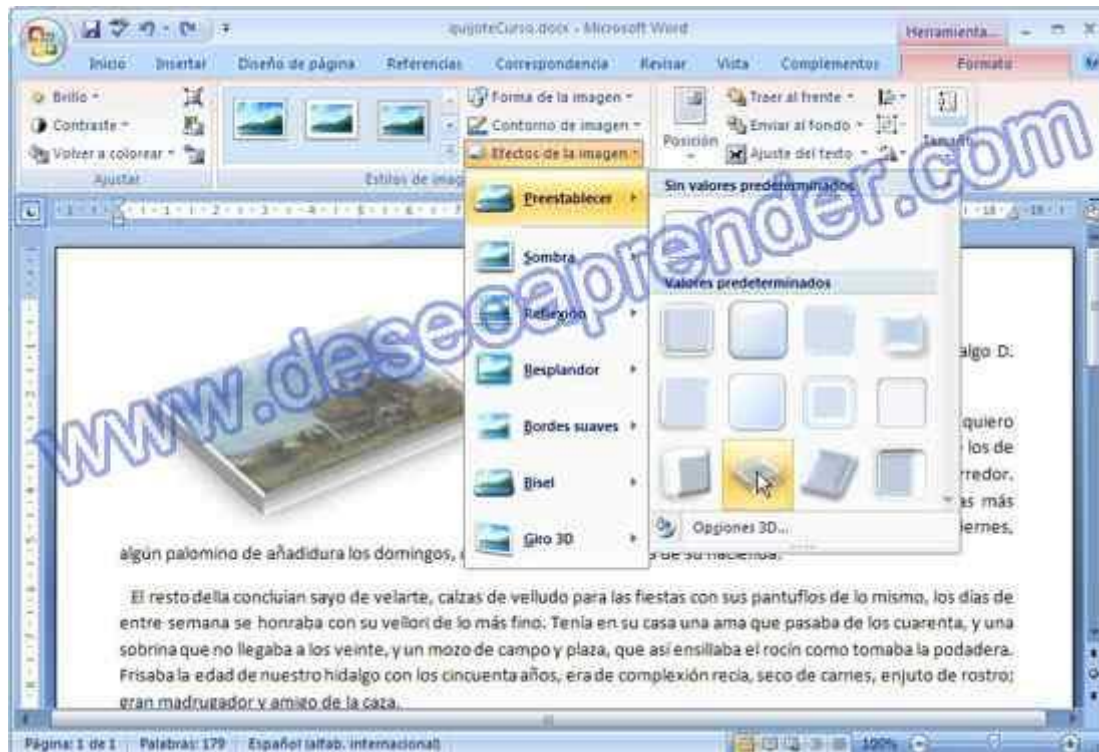 quijoteCurso.docx - Microsoft Word
Herramienta...
Inicio Insertar Diseño de página Referencias Correspondencia Revisar Vista Complementos Formato
Brillo
Contraste
Volver a colorear
Ajustar
Forma de la imagen
Contorno de imagen
Efectos de la imagen
Estilos de imag
Posición
Traer al frente
Enviar al fondo
Ajuste del texto
Tamaño
Preestablecer
Sombra
Reflexión
Resplandor
Bordes suaves
Bisel
Giro 3D
Sin valores predeterminados
Valores predeterminados
Opciones 3D...
www.deseoaprender.com
algo D.
quiero
los de
rredor,
as más
iernes,
algún palomino de añadidura los domingos, de su hacienda.
El resto della concluían sayo de velarte, calzas de velludo para las fiestas con sus pantuflos de lo mismo, los días de
entre semana se honraba con su vellori de lo más fino. Tenía en su casa una ama que pasaba de los cuarenta, y una
sobrina que no llegaba a los veinte, y un mozo de campo y plaza, que así ensillaba el rocín como tomaba la podadera.
Frisaba la edad de nuestro hidalgo con los cincuenta años, era de complexión recia, seco de carnes, enjuto de rostro;
gran madrugador y amigo de la caza.
Página: 1 de 1 Palabras: 179 Español (alfab. internacional) 100%